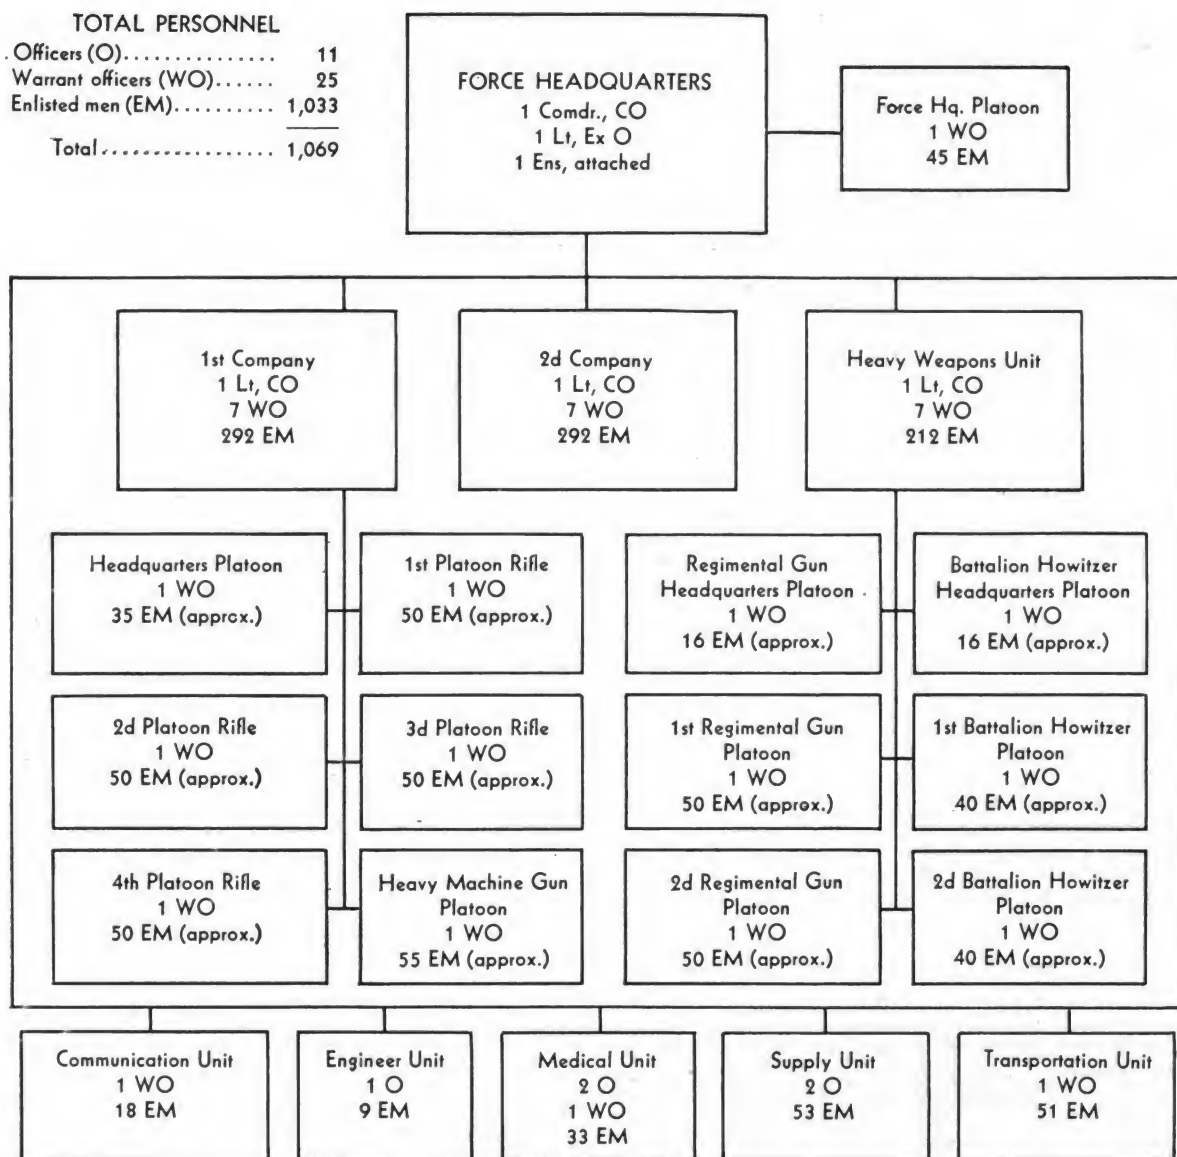 TOTAL PERSONNEL
Officers (O)............... 11
Warrant officers (WO)...... 25
Enlisted men (EM).......... 1,033
Total................ 1,069
FORCE HEADQUARTERS
1 Comdr., CO
1 Lt, Ex O
1 Ens, attached
Force Hq. Platoon
1 WO
45 EM
1st Company
1 Lt, CO
7 WO
292 EM
2d Company
1 Lt, CO
7 WO
292 EM
Heavy Weapons Unit
1 Lt, CO
7 WO
212 EM
Headquarters Platoon
1 WO
35 EM (approx.)
1st Platoon Rifle
1 WO
50 EM (approx.)
Regimental Gun
Headquarters Platoon
1 WO
16 EM (approx.)
Battalion Howitzer
Headquarters Platoon
1 WO
16 EM (approx.)
2d Platoon Rifle
1 WO
50 EM (approx.)
3d Platoon Rifle
1 WO
50 EM (approx.)
1st Regimental Gun
Platoon
1 WO
50 EM (approx.)
1st Battalion Howitzer
Platoon
1 WO
40 EM (approx.)
4th Platoon Rifle
1 WO
50 EM (approx.)
Heavy Machine Gun
Platoon
1 WO
55 EM (approx.)
2d Regimental Gun
Platoon
1 WO
50 EM (approx.)
2d Battalion Howitzer
Platoon
1 WO
40 EM (approx.)
Communication Unit
1 WO
18 EM
Engineer Unit
1 O
9 EM
Medical Unit
2 O
1 WO
33 EM
Supply Unit
2 O
53 EM
Transportation Unit
1 WO
51 EM